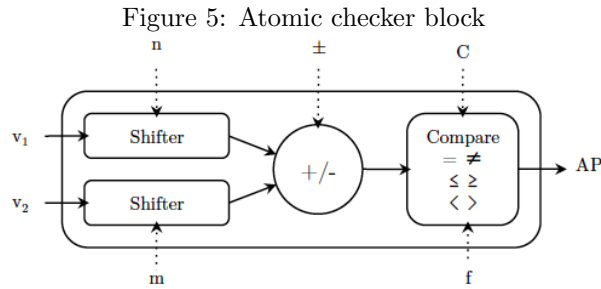 Figure 5: Atomic checker block
n ± C
v₁ Shifter
v₂ Shifter
+/-
Compare
= ≠
≤ ≥
< >
AP
m f